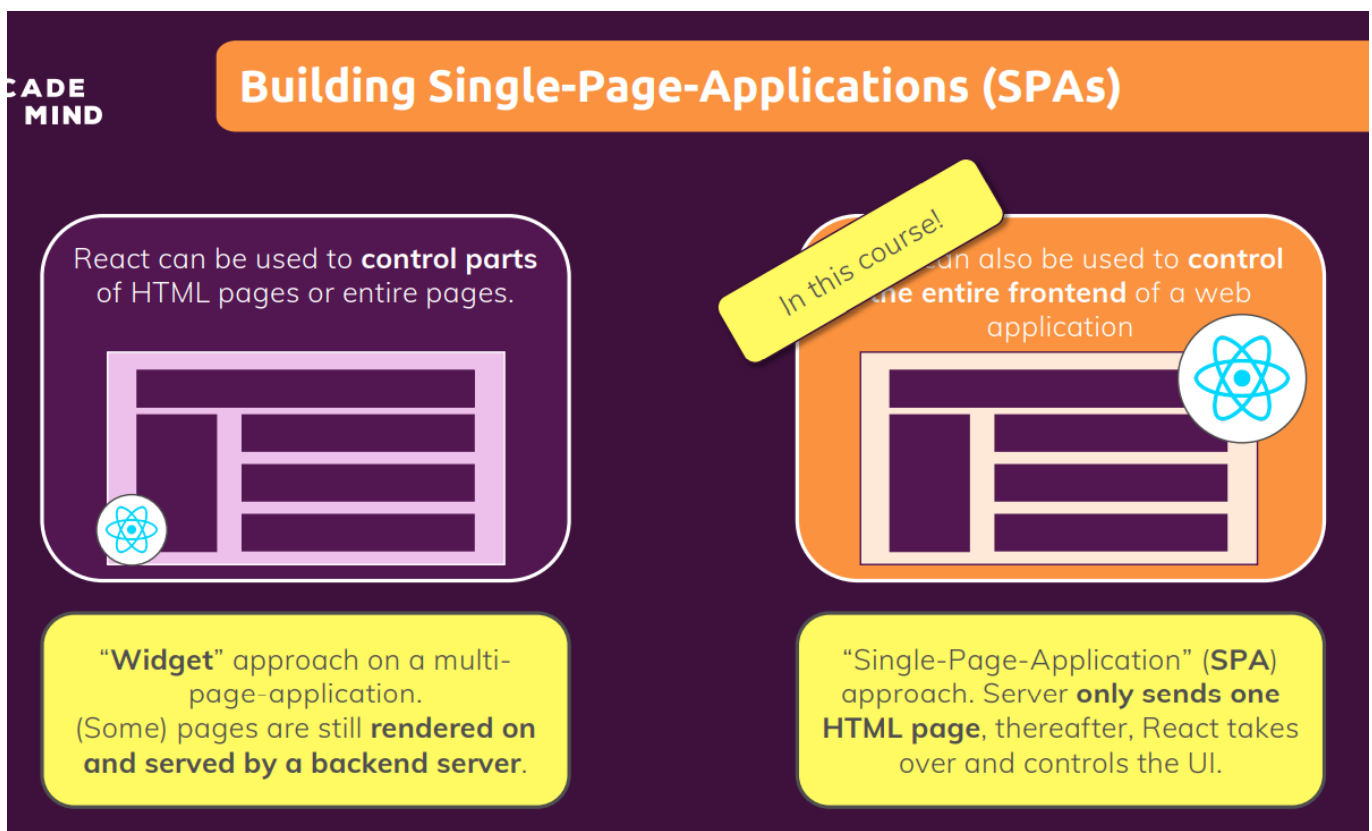 CADE
MIND
Building Single-Page-Applications (SPAs)
React can be used to control parts
of HTML pages or entire pages.
In this course!
an also be used to control
the entire frontend of a web
application
“Widget” approach on a multi-
page-application.
(Some) pages are still rendered on
and served by a backend server.
“Single-Page-Application” (SPA)
approach. Server only sends one
HTML page, thereafter, React takes
over and controls the UI.